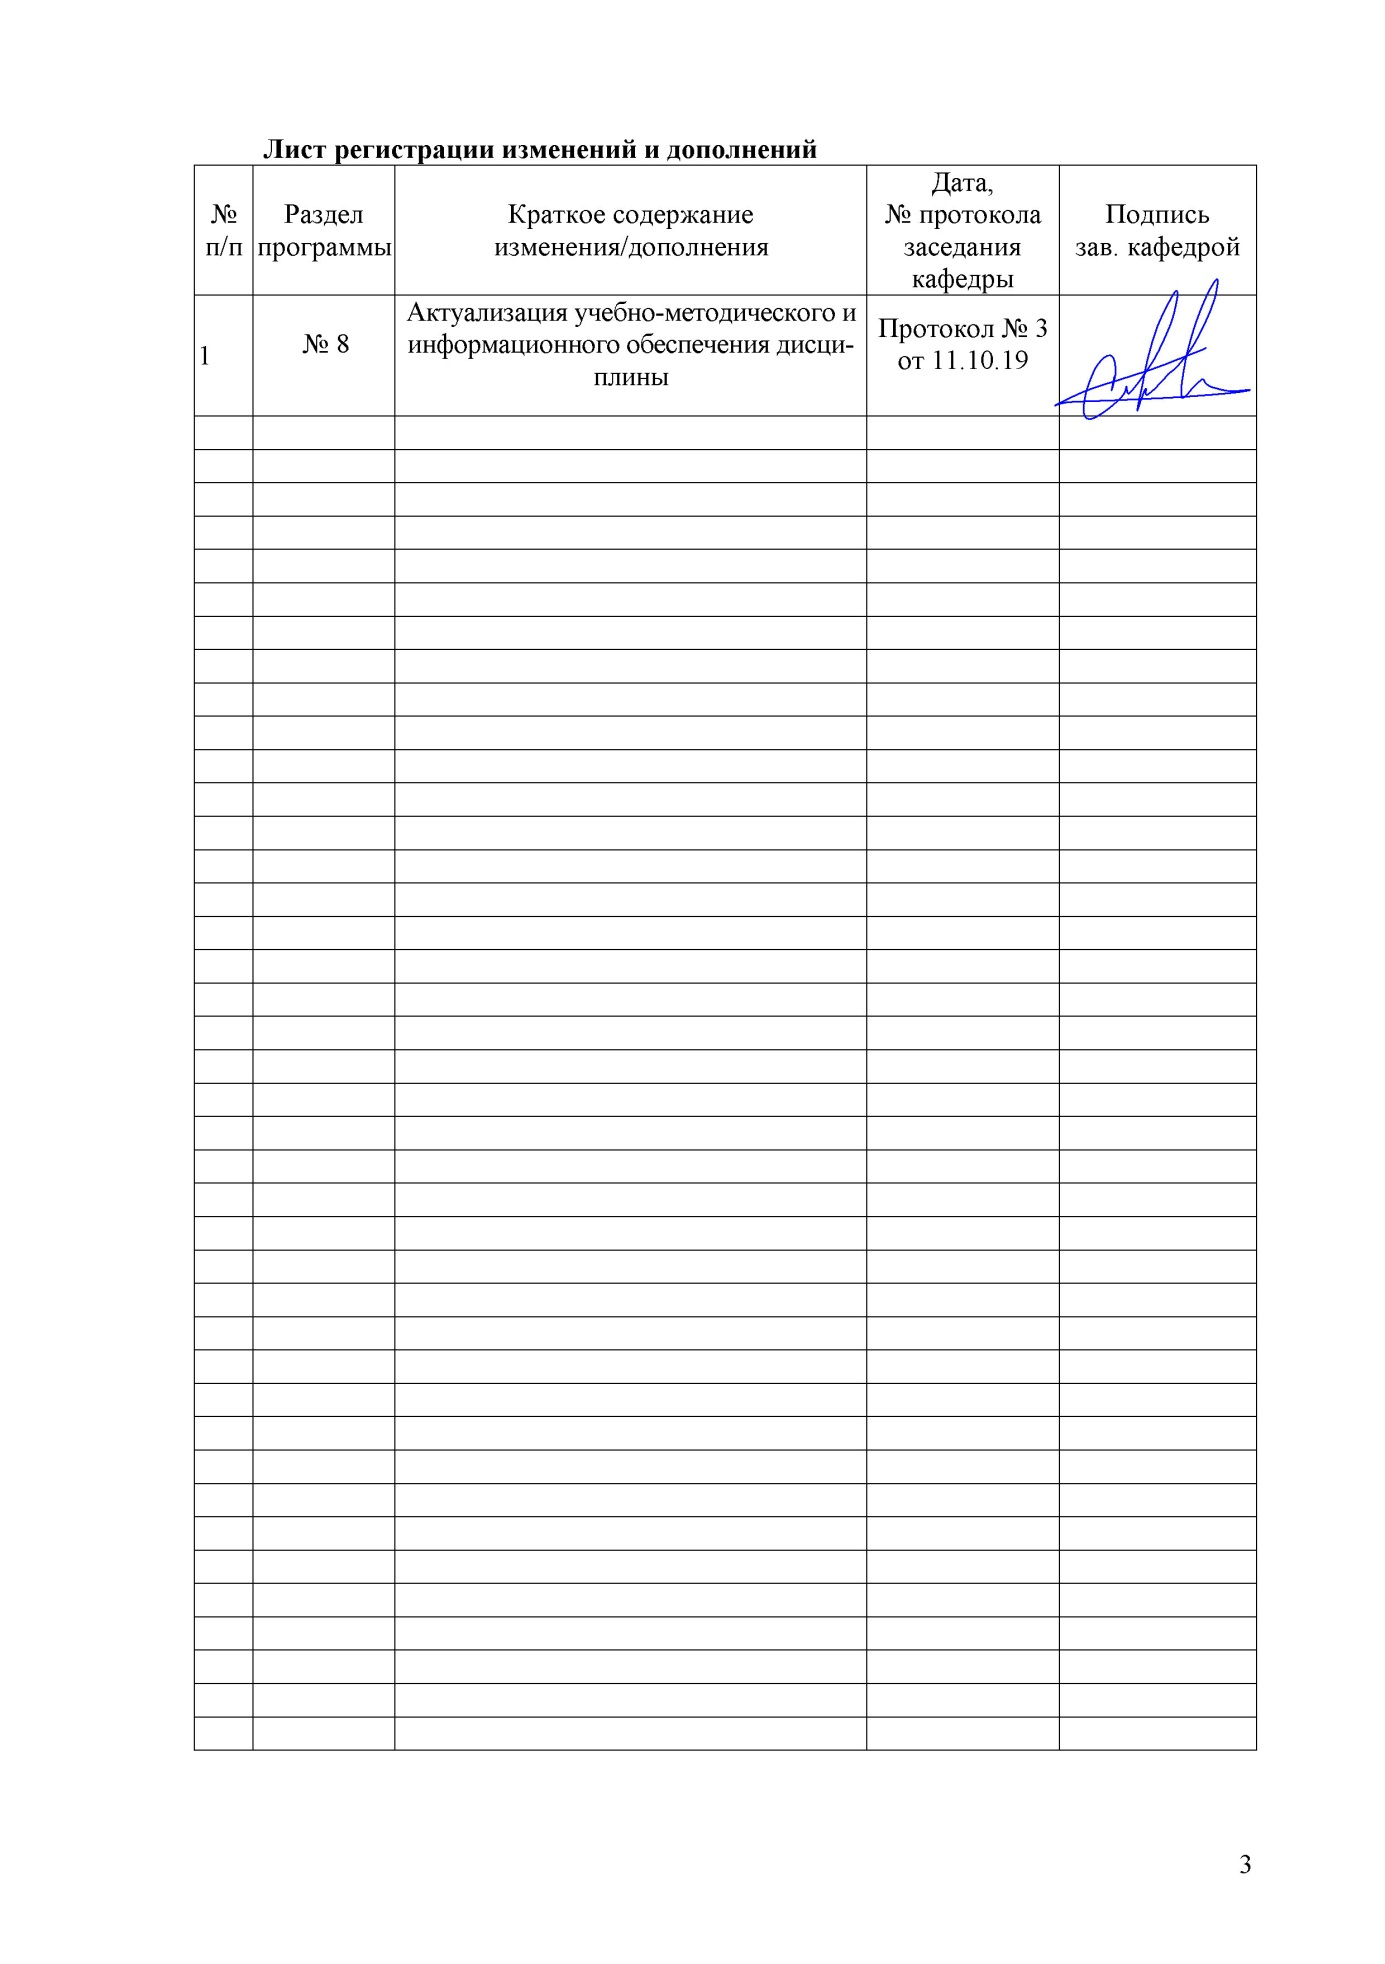 Лист регистрации изменений и дополнений
№
п/п
Раздел
программы
Краткое содержание
изменения/дополнения
Дата,
№ протокола
заседания
кафедры
Подпись
зав. кафедрой
1
№ 8
Актуализация учебно-методического и
информационного обеспечения дисци-
плины
Протокол № 3
от 11.10.19
3